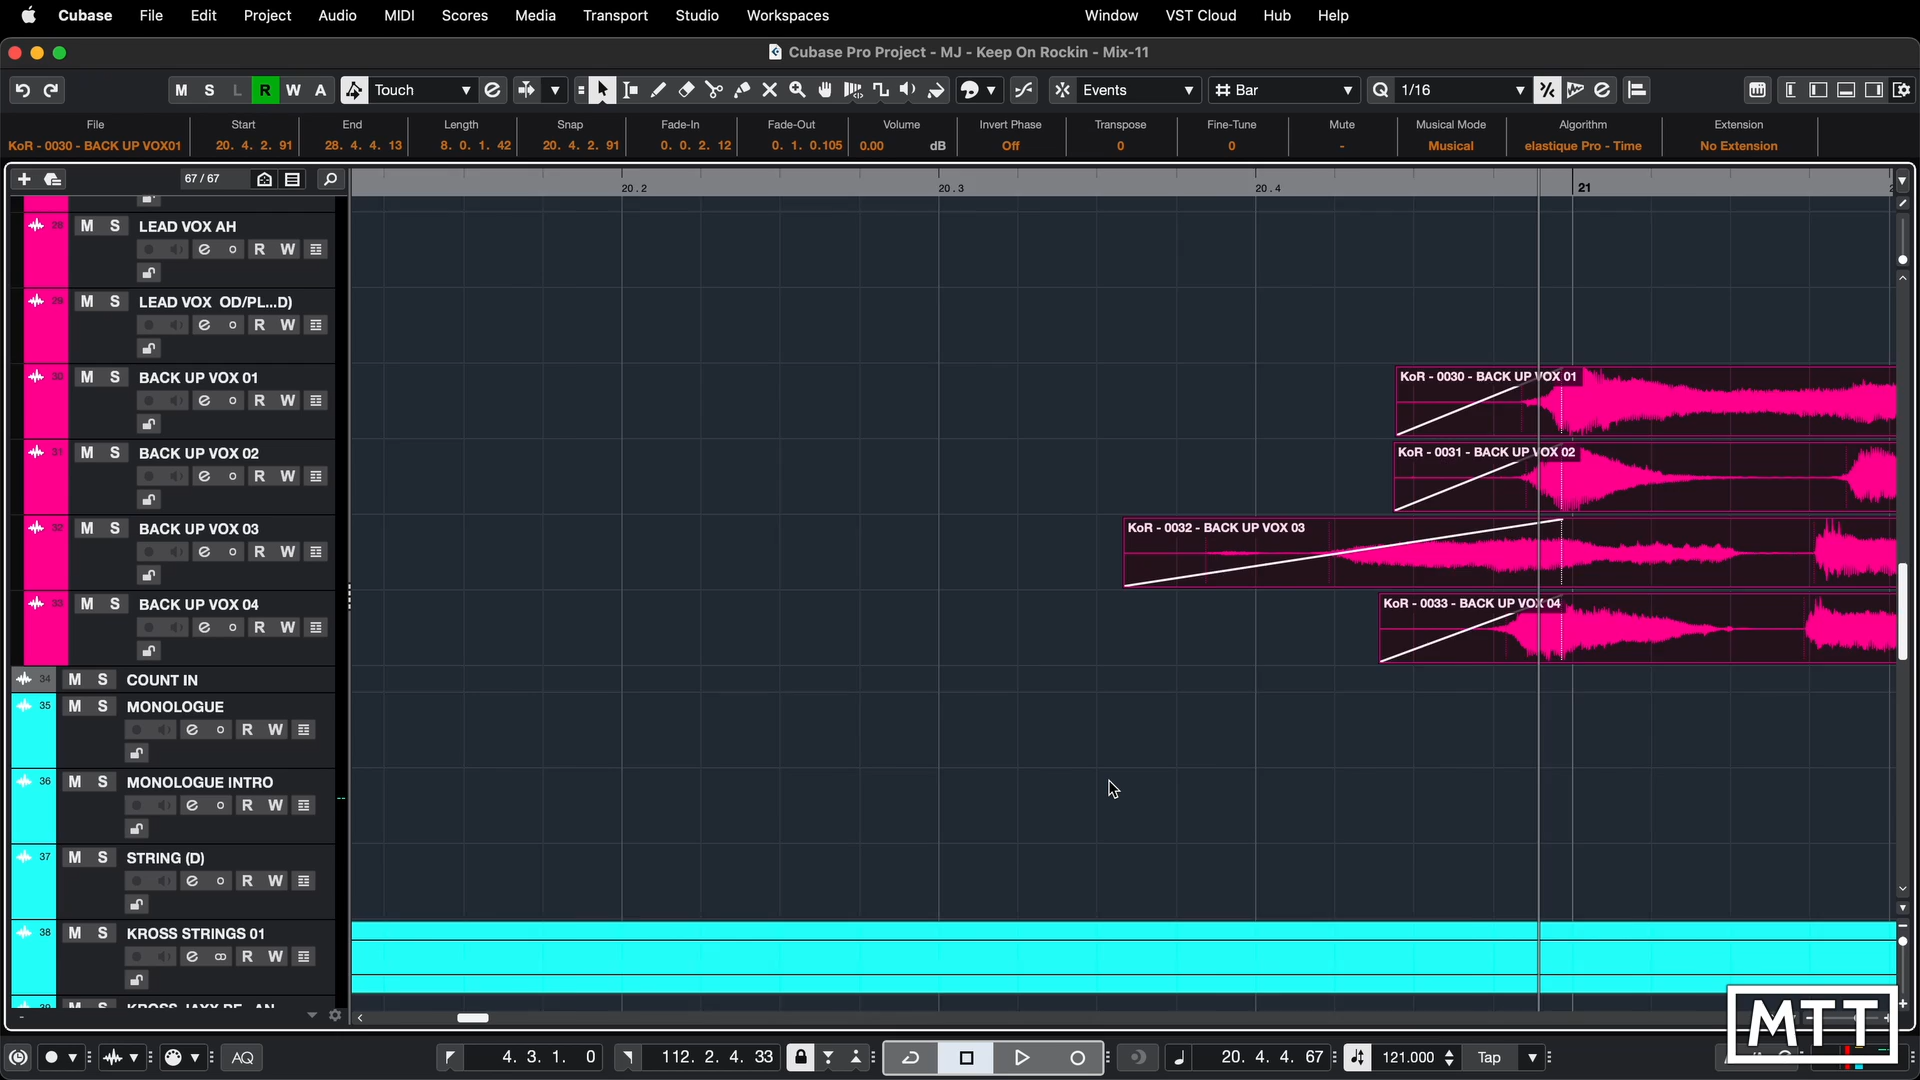 Cubase File Edit Project Audio MIDI Scores Media Transport Studio Workspaces Window VST Cloud Hub Help
Cubase Pro Project - MJ - Keep On Rockin - Mix-11
M S L R W A Touch Events Bar Q 1/16
File Start End Length Snap Fade-In Fade-Out Volume Invert Phase Transpose Fine-Tune Mute Musical Mode Algorithm Extension
KoR - 0030 - BACK UP VOX01 20. 4. 2. 91 28. 4. 4. 13 8. 0. 1. 42 20. 4. 2. 91 0. 0. 2. 12 0. 1. 0.105 0.00 dB Off 0 0 - Musical elastique Pro - Time No Extension
67 / 67
20.2 20.3 20.4 21
28 M S LEAD VOX AH
R W
29 M S LEAD VOX OD/PL...D)
R W
30 M S BACK UP VOX 01
R W
KoR - 0030 - BACK UP VOX 01
31 M S BACK UP VOX 02
R W
KoR - 0031 - BACK UP VOX 02
32 M S BACK UP VOX 03
R W
KoR - 0032 - BACK UP VOX 03
33 M S BACK UP VOX 04
R W
KoR - 0033 - BACK UP VOX 04
34 M S COUNT IN
35 M S MONOLOGUE
R W
36 M S MONOLOGUE INTRO
R W
37 M S STRING (D)
R W
38 M S KROSS STRINGS 01
R W
MTT
AQ 4. 3. 1. 0 112. 2. 4. 33 20. 4. 4. 67 121.000 Tap